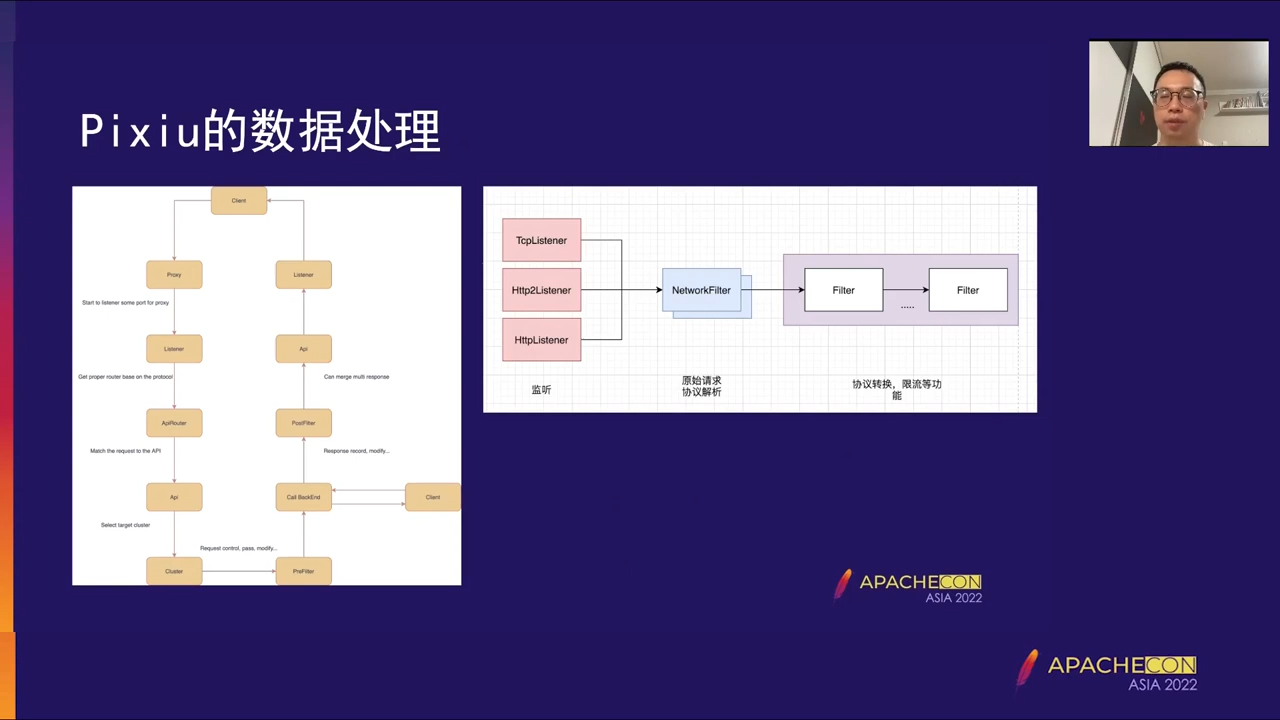 Pixiu的数据处理
Client
Proxy
Listener
Start to listener some port for proxy
Listener
Api
Get proper router base on the protocol
Can merge multi response
ApiRouter
PostFilter
Match the request to the API
Response record, modify...
Api
Call BackEnd
Client
Select target cluster
Request control, pass, modify...
Cluster
PreFilter
TcpListener
Http2Listener
HttpListener
NetworkFilter
Filter
.....
Filter
监听
原始请求
协议解析
协议转换，限流等功
能
APACHECON
ASIA 2022
APACHECON
ASIA 2022